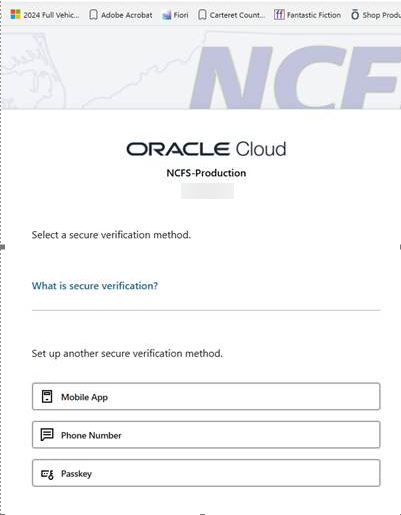 2024 Full Vehic... Adobe Acrobat Fiori Carteret Count... Fantastic Fiction Shop Produ
NCF
ORACLE Cloud
NCFS-Production
Select a secure verification method.
What is secure verification?
Set up another secure verification method.
Mobile App
Phone Number
Passkey